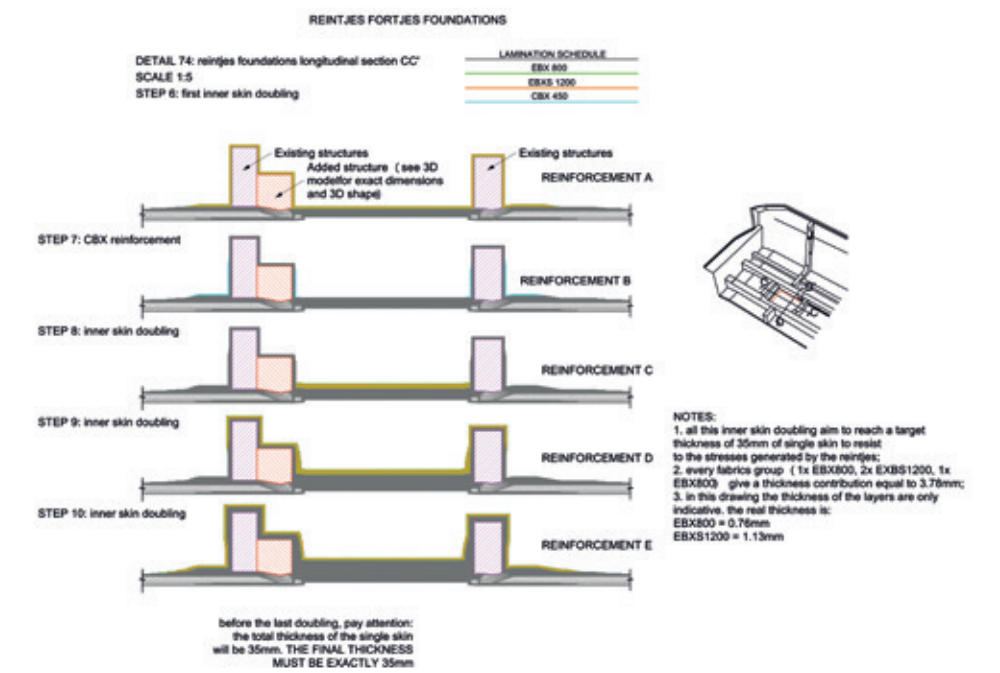 REINTJES FORTJES FOUNDATIONS
DETAIL 74: reintjes foundations longitudinal section CC'
SCALE 1:5
STEP 6: first inner skin doubling
LAMINATION SCHEDULE
EBX 800
EBXS 1200
CBX 450
Existing structures
Added structure (see 3D
modelfor exact dimensions
and 3D shape)
Existing structures
REINFORCEMENT A
STEP 7: CBX reinforcement
REINFORCEMENT B
STEP 8: inner skin doubling
REINFORCEMENT C
STEP 9: inner skin doubling
REINFORCEMENT D
STEP 10: inner skin doubling
REINFORCEMENT E
before the last doubling, pay attention:
the total thickness of the single skin
will be 35mm. THE FINAL THICKNESS
MUST BE EXACTLY 35mm
NOTES:
1. all this inner skin doubling aim to reach a target
thickness of 35mm of single skin to resist
to the stresses generated by the reintjes;
2. every fabrics group (1x EBX800, 2x EXBS1200, 1x
EBX800) give a thickness contribution equal to 3.78mm;
3. in this drawing the thickness of the layers are only
indicative. the real thickness is:
EBX800 = 0.76mm
EBXS1200 = 1.13mm